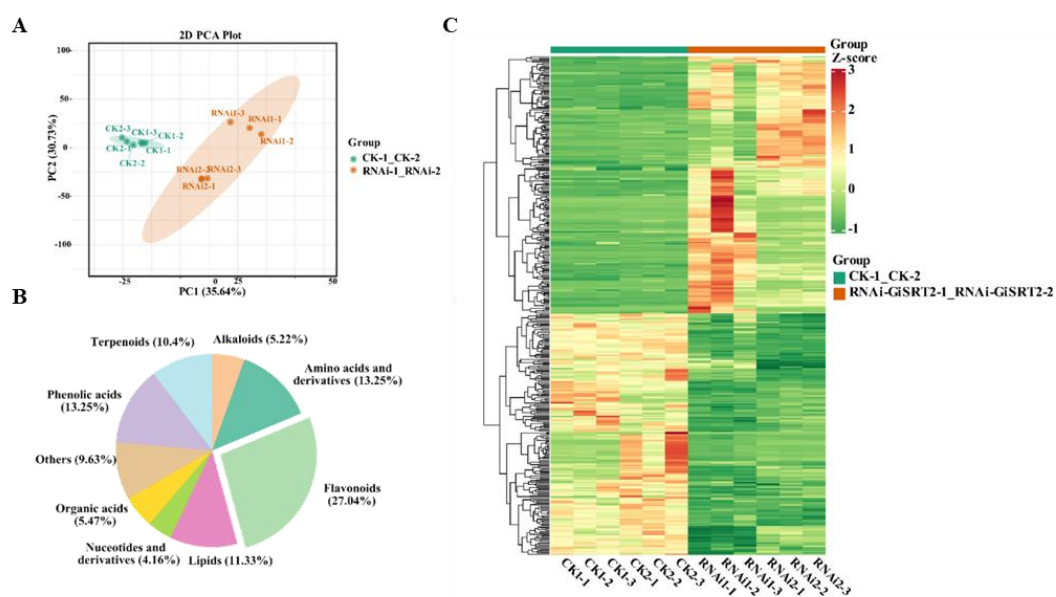 A
2D PCA Plot
100
50
0
-50
-100
-25
0
25
50
PC2 (30.73%)
PC1 (35.64%)
CK2-3
CK1-3
CK1-2
CK2-1
CK1-1
CK2-2
RNAi1-3
RNAi1-1
RNAi1-2
RNAi2-3
RNAi2-1
Group
CK-1_CK-2
RNAi-1_RNAi-2
B
Terpenoids (10.4%)
Alkaloids (5.22%)
Amino acids and
derivatives (13.25%)
Phenolic acids
(13.25%)
Others (9.63%)
Flavonoids
(27.04%)
Organic acids
(5.47%)
Nuceotides and
derivatives (4.16%)
Lipids (11.33%)
C
Group
Z-score
3
2
1
0
-1
Group
CK-1_CK-2
RNAi-GiSRT2-1_RNAi-GiSRT2-2
CK1-1
CK1-2
CK1-3
CK2-1
CK2-2
CK2-3
RNAi1-1
RNAi1-2
RNAi1-3
RNAi2-1
RNAi2-2
RNAi2-3